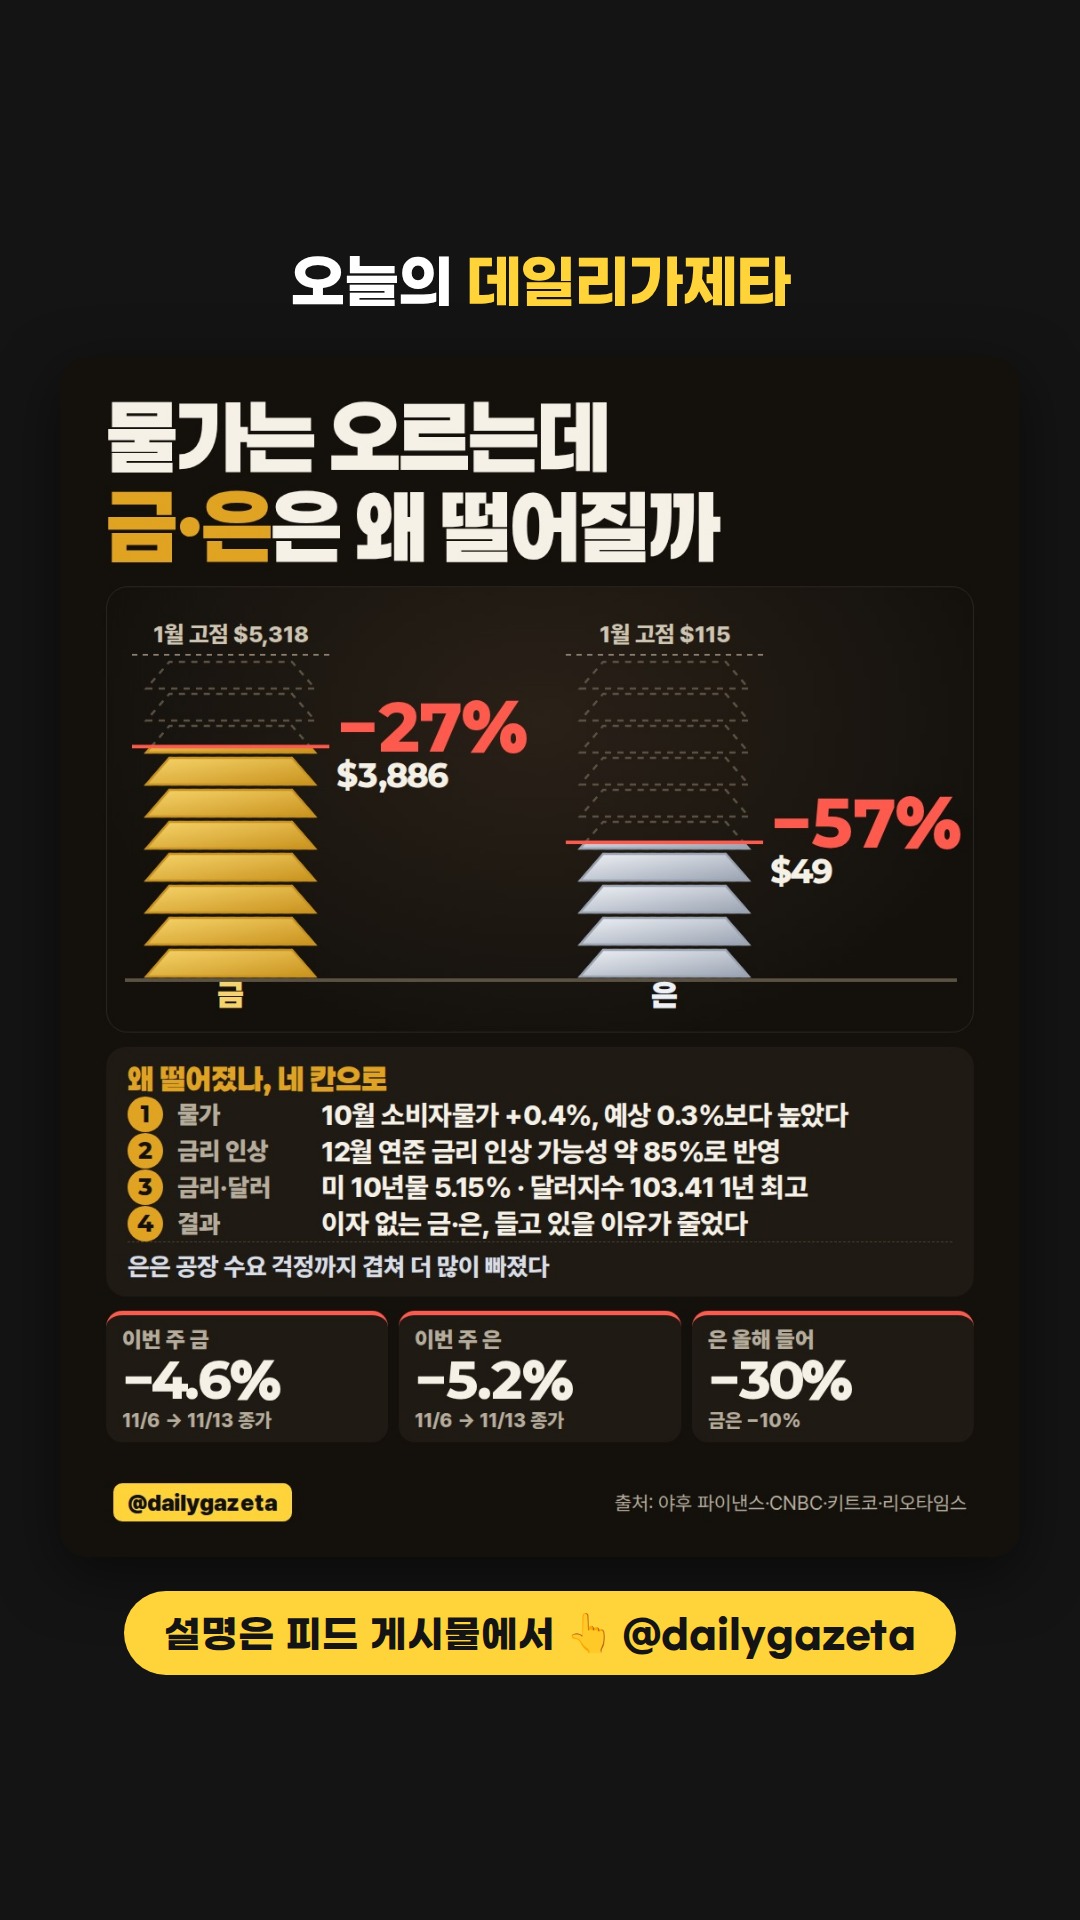 오늘의 데일리가제타
물가는 오르는데
금·은은 왜 떨어질까
1월 고점 $5,318
−27%
$3,886
금
1월 고점 $115
−57%
$49
은
왜 떨어졌나, 네 칸으로
1 물가 10월 소비자물가 +0.4%, 예상 0.3%보다 높았다
2 금리 인상 12월 연준 금리 인상 가능성 약 85%로 반영
3 금리·달러 미 10년물 5.15% · 달러지수 103.41 1년 최고
4 결과 이자 없는 금·은, 들고 있을 이유가 줄었다
은은 공장 수요 걱정까지 겹쳐 더 많이 빠졌다
이번 주 금
−4.6%
11/6 → 11/13 종가
이번 주 은
−5.2%
11/6 → 11/13 종가
은 올해 들어
−30%
금은 −10%
@dailygazeta
출처: 야후 파이낸스·CNBC·키트코·리오타임스
설명은 피드 게시물에서 👆 @dailygazeta